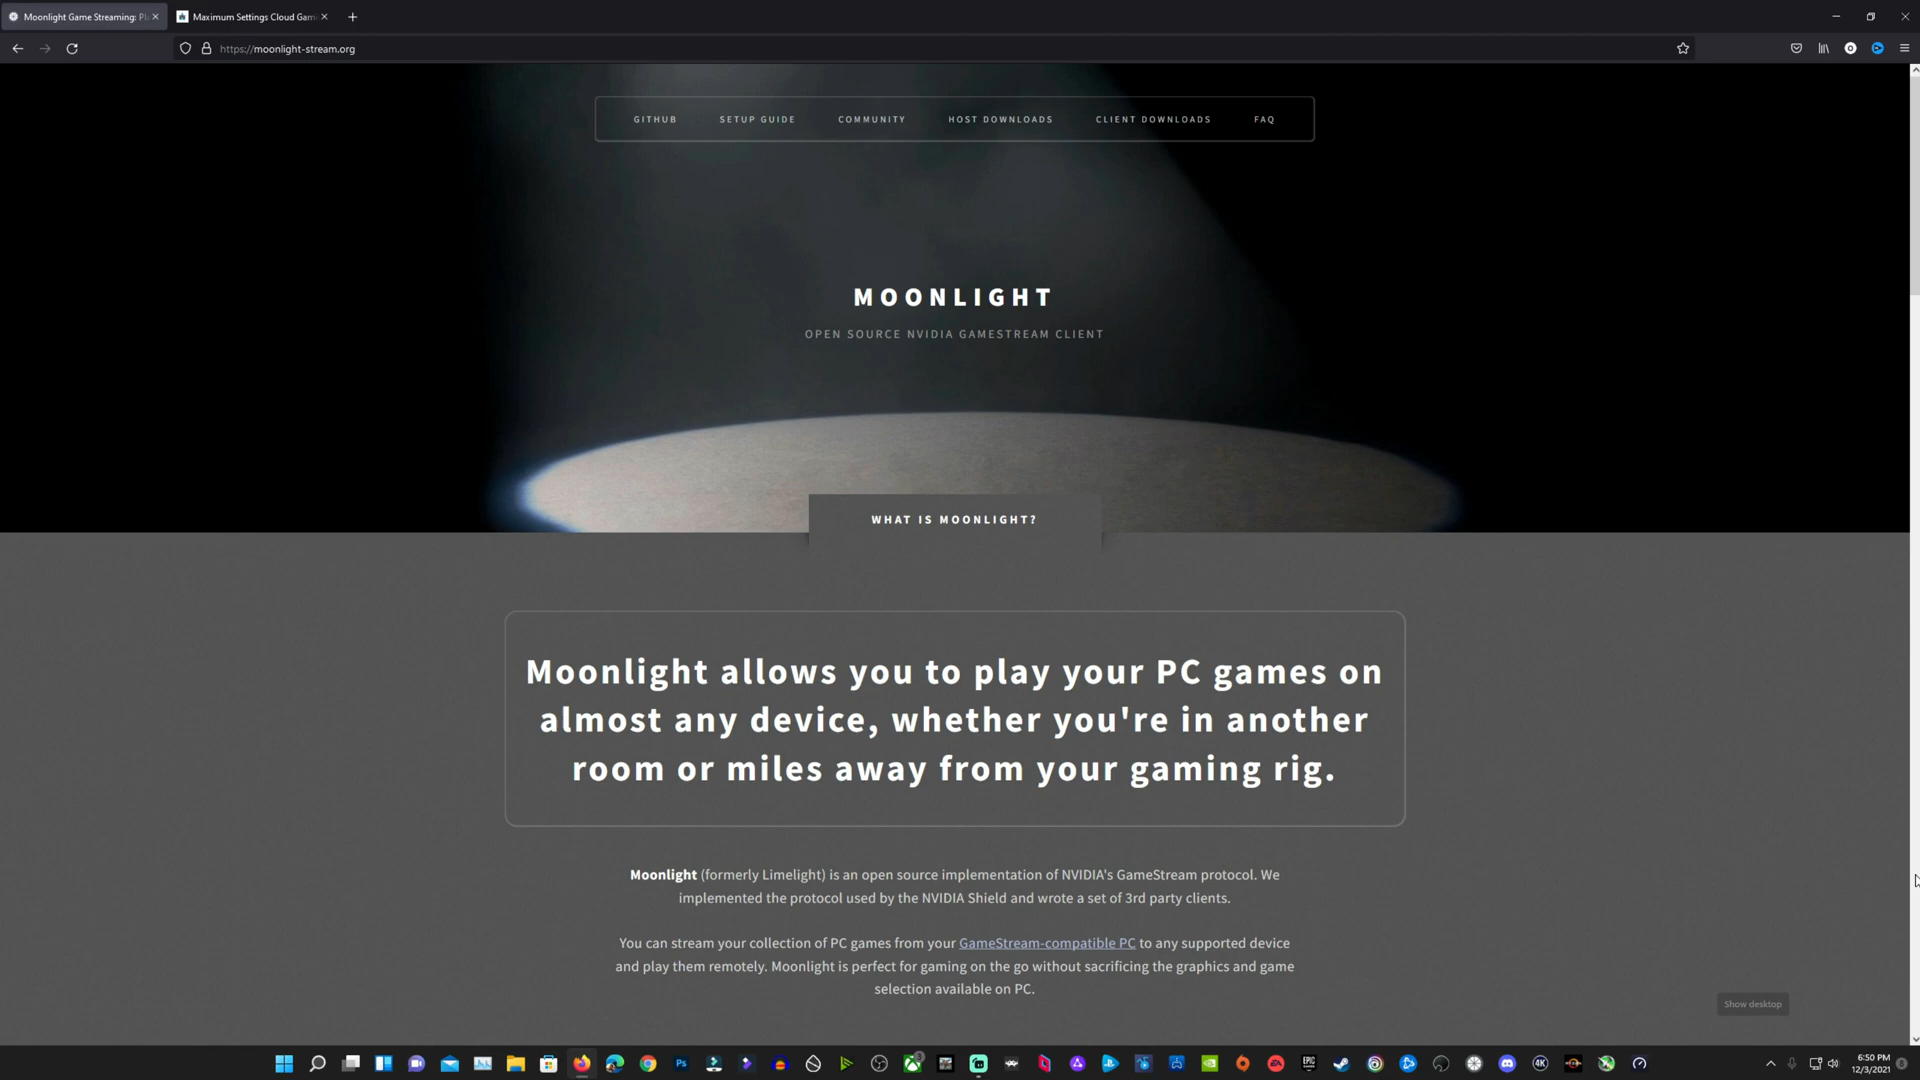 Moonlight Game Streaming: Pl
Maximum Settings Cloud Gam
https://moonlight-stream.org
GITHUB
SETUP GUIDE
COMMUNITY
HOST DOWNLOADS
CLIENT DOWNLOADS
FAQ
MOONLIGHT
OPEN SOURCE NVIDIA GAMESTREAM CLIENT
WHAT IS MOONLIGHT?
Moonlight allows you to play your PC games on
almost any device, whether you're in another
room or miles away from your gaming rig.
Moonlight (formerly Limelight) is an open source implementation of NVIDIA's GameStream protocol. We
implemented the protocol used by the NVIDIA Shield and wrote a set of 3rd party clients.
You can stream your collection of PC games from your GameStream-compatible PC to any supported device
and play them remotely. Moonlight is perfect for gaming on the go without sacrificing the graphics and game
selection available on PC.
Show desktop
Ps
EA
EPIC
4K
6:50 PM
12/3/2021